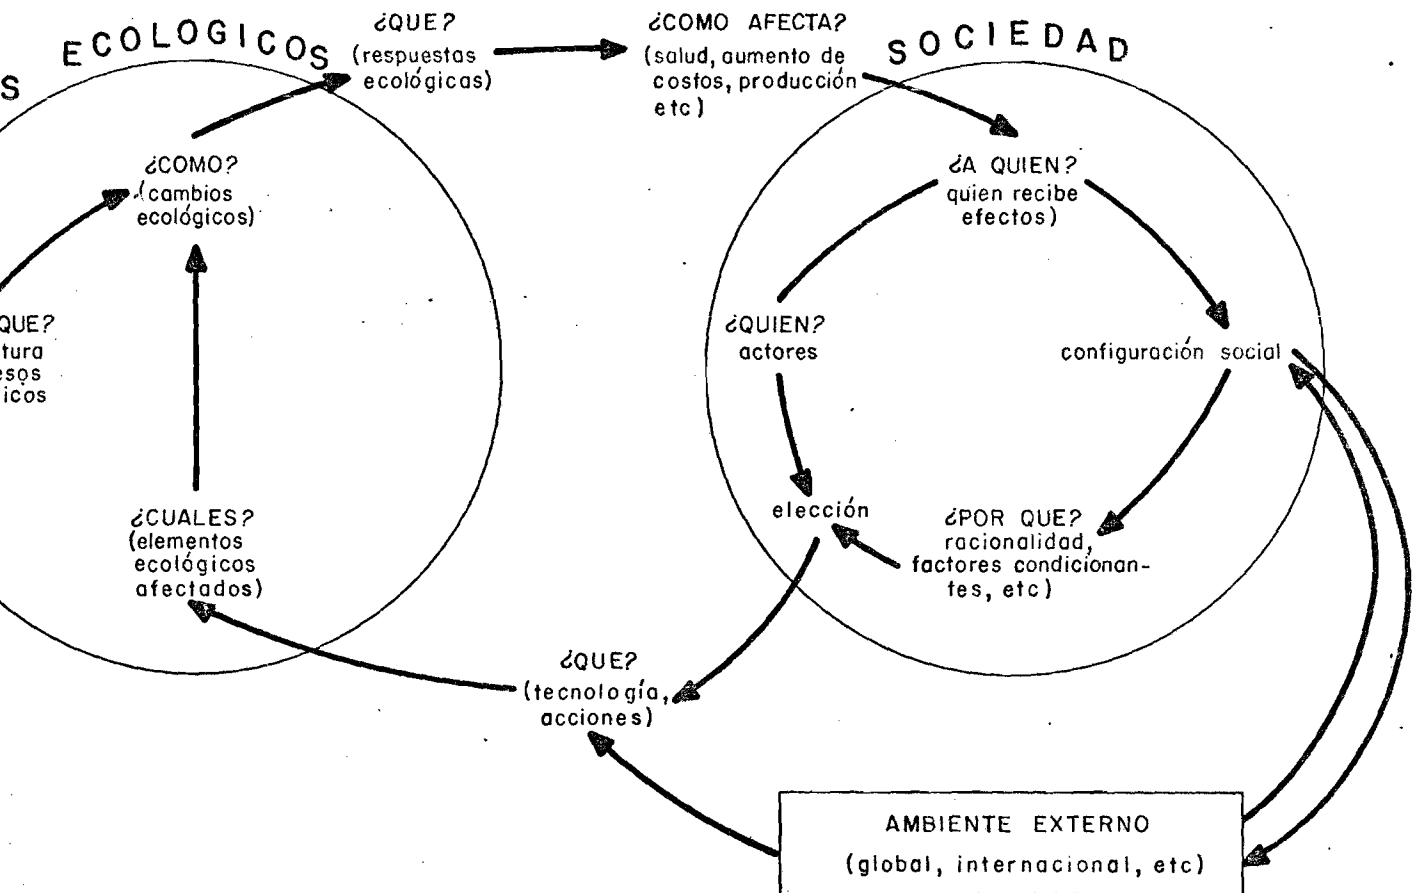 S ECOLOGICOS
¿QUE?
(respuestas
ecológicas)
¿COMO AFECTA?
(salud, aumento de
costos, producción
etc)
SOCIEDAD
¿COMO?
(cambios
ecológicos)
QUE?
tura
esos
icos
¿CUALES?
(elementos
ecológicos
afectados)
¿A QUIEN?
quien recibe
efectos)
¿QUIEN?
actores
configuración social
elección
¿POR QUE?
racionalidad,
factores condicionan-
tes, etc)
¿QUE?
(tecnología,
acciones)
AMBIENTE EXTERNO
(global, internacional, etc)